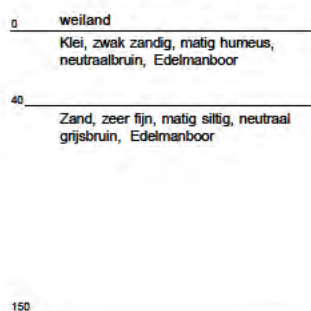 0 weiland
Klei, zwak zandig, matig humeus,
neutraalbruin, Edelmanboor
40
Zand, zeer fijn, matig siltig, neutraal
grijsbruin, Edelmanboor
150